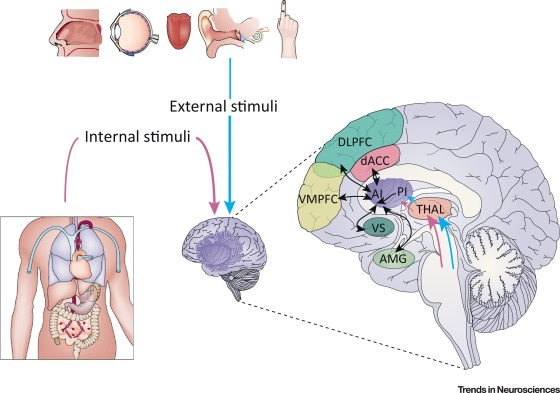 External stimuli
Internal stimuli
DLPFC
dACC
VMPFC
AI
PI
THAL
VS
AMG
Trends in Neurosciences